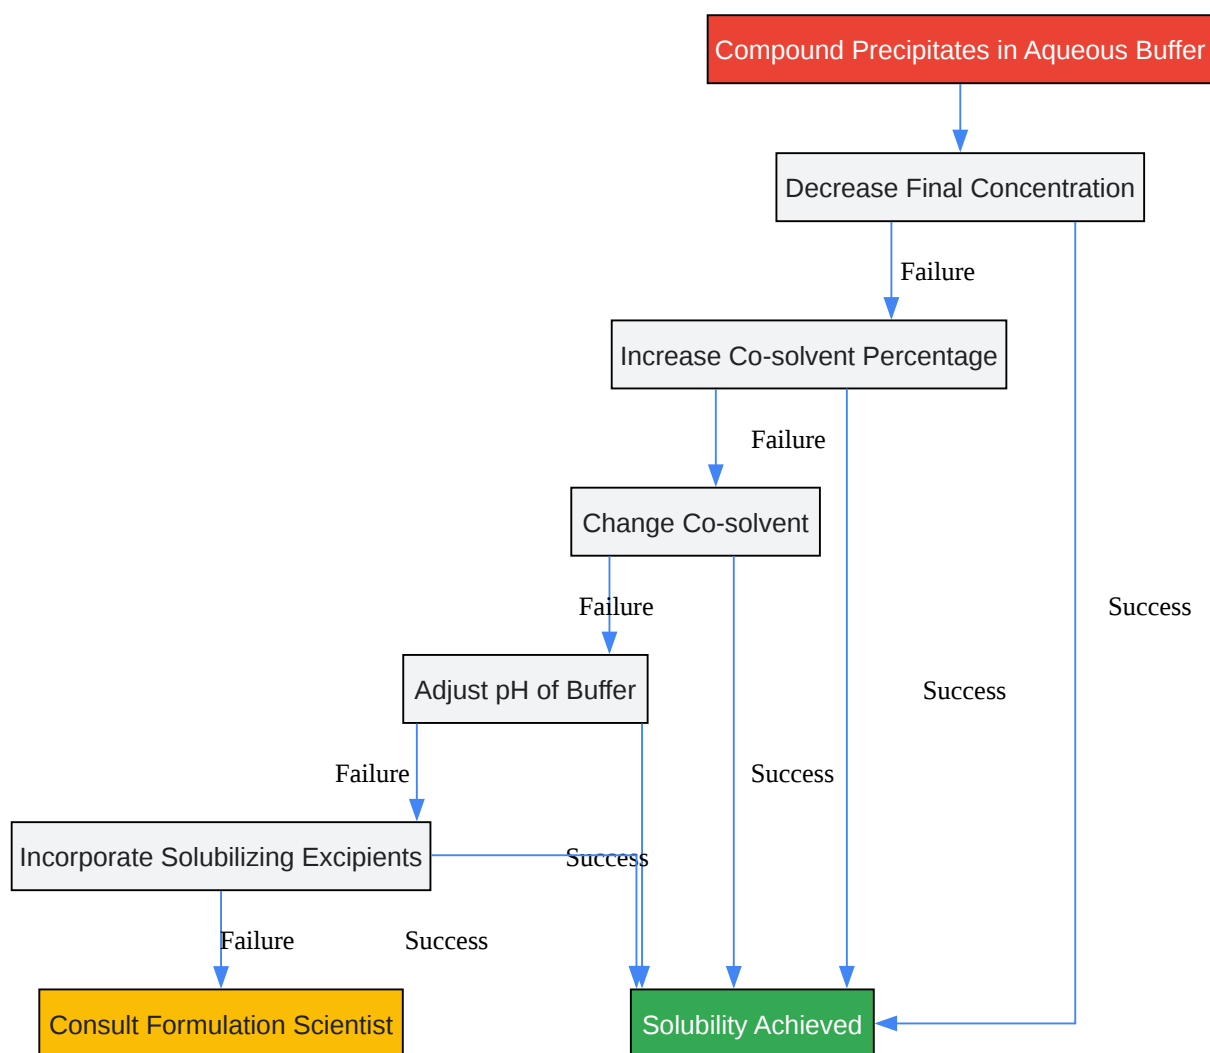 Compound Precipitates in Aqueous Buffer
Decrease Final Concentration
Failure
Increase Co-solvent Percentage
Failure
Change Co-solvent
Failure
Success
Adjust pH of Buffer
Success
Failure
Success
Incorporate Solubilizing Excipients
Success
Failure
Success
Consult Formulation Scientist
Solubility Achieved